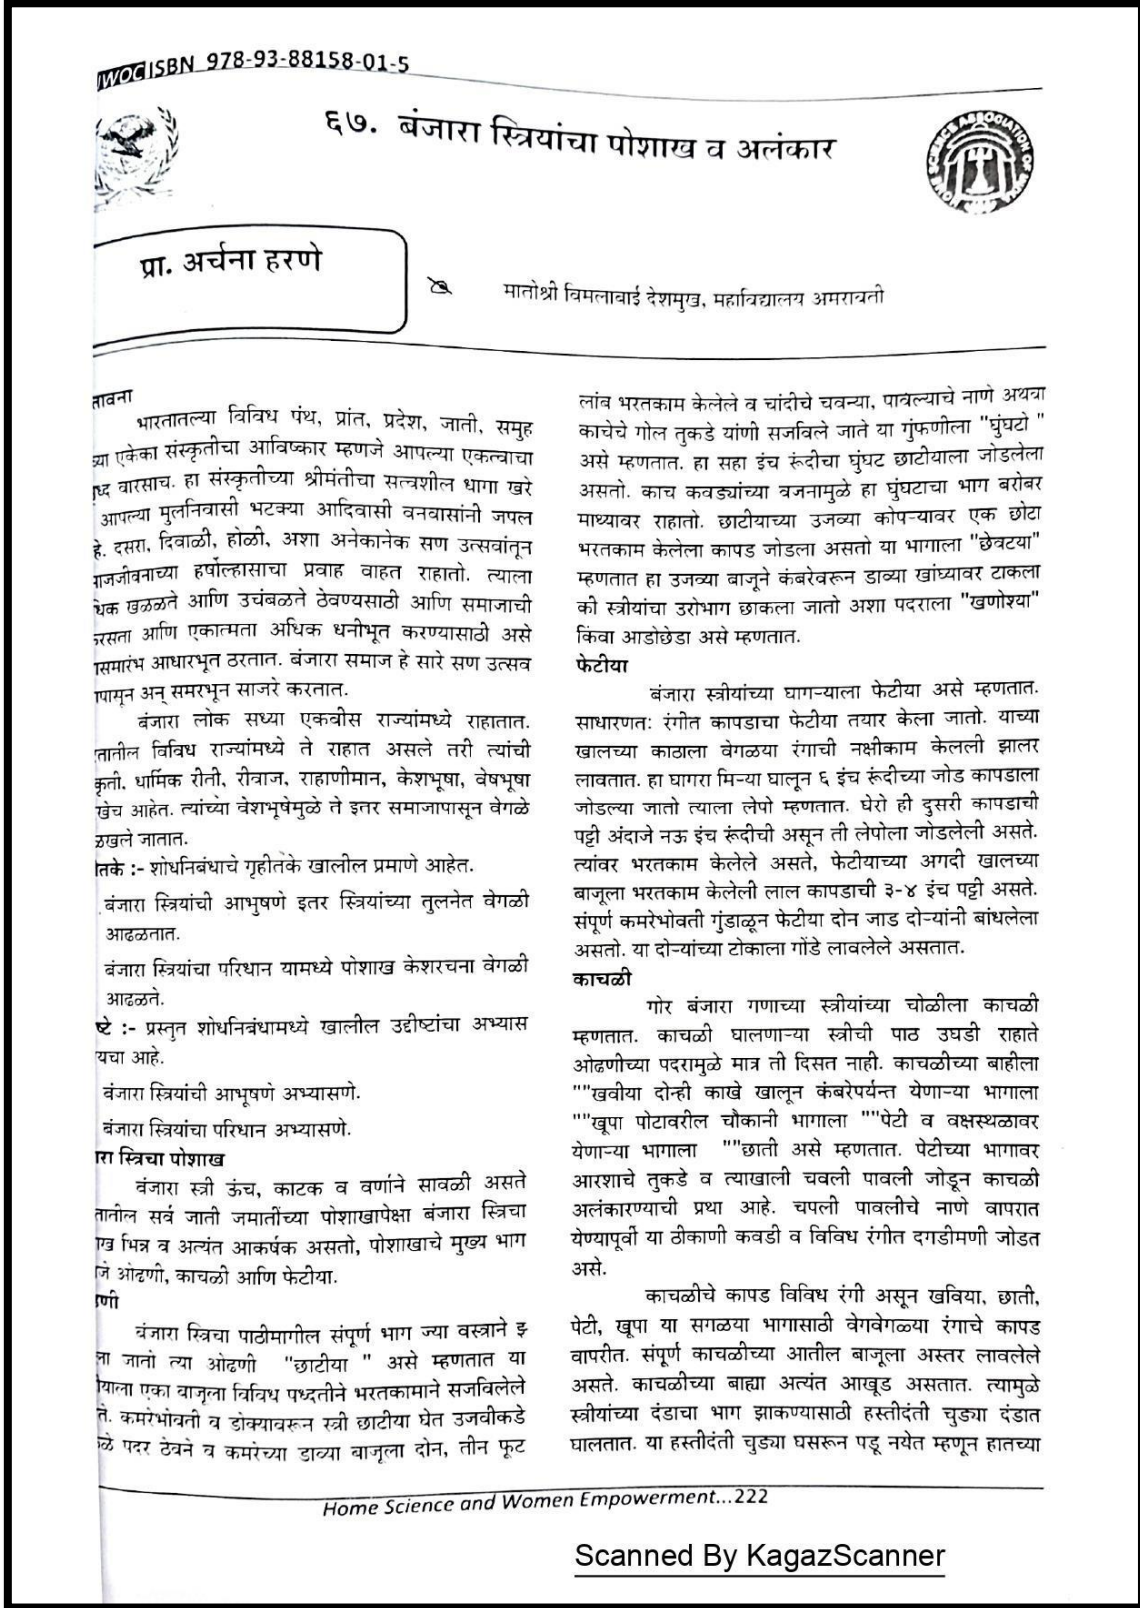 IWOC ISBN 978-93-88158-01-5
६७. बंजारा स्त्रियांचा पोशाख व अलंकार
HOME SCIENCE ASSOCIATION OF INDIA
प्रा. अर्चना हरणे
मातोश्री विमलाबाई देशमुख, महाविद्यालय अमरावती
तावना
भारतातल्या विविध पंथ, प्रांत, प्रदेश, जाती, समुह
च्या एकेका संस्कृतीचा आविष्कार म्हणजे आपल्या एकत्वाचा
ध्द वारसाच. हा संस्कृतीच्या श्रीमंतीचा सत्वशील धागा खरे
आपल्या मुलनिवासी भटक्या आदिवासी वनवासांनी जपल
हे. दसरा, दिवाळी, होळी, अशा अनेकानेक सण उत्सवांतून
ाजजीवनाच्या हर्षोल्हासाचा प्रवाह वाहत राहातो. त्याला
धिक खळळते आणि उचंबळते ठेवण्यसाठी आणि समाजाची
रसता आणि एकात्मता अधिक धनीभूत करण्यासाठी असे
ासमारंभ आधारभूत ठरतात. बंजारा समाज हे सारे सण उत्सव
ापासून अन् समरभून साजरे करतात.
बंजारा लोक सध्या एकवीस राज्यांमध्ये राहातात.
तातील विविध राज्यांमध्ये ते राहात असले तरी त्यांची
कृती, धार्मिक रीती, रीवाज, राहाणीमान, केशभूषा, वेषभूषा
खेच आहेत. त्यांच्या वेशभूषेमुळे ते इतर समाजापासून वेगळे
ळखले जातात.
ीतके :- शोधनिबंधाचे गृहीतके खालील प्रमाणे आहेत.
बंजारा स्त्रियांची आभुषणे इतर स्त्रियांच्या तुलनेत वेगळी
आढळतात.
बंजारा स्त्रियांचा परिधान यामध्ये पोशाख केशरचना वेगळी
आढळते.
ष्टे :- प्रस्तुत शोधनिबंधामध्ये खालील उद्दीष्टांचा अभ्यास
यचा आहे.
बंजारा स्त्रियांची आभूषणे अभ्यासणे.
बंजारा स्त्रियांचा परिधान अभ्यासणे.
ारा स्त्रिचा पोशाख
बंजारा स्त्री ऊंच, काटक व वर्णाने सावळी असते
तातील सर्व जाती जमातींच्या पोशाखापेक्षा बंजारा स्त्रिचा
ाख भिन्न व अत्यंत आकर्षक असतो, पोशाखाचे मुख्य भाग
जे ओढणी, काचळी आणि फेटीया.
णी
बंजारा स्त्रिचा पाठीमागील संपूर्ण भाग ज्या वस्त्राने झ
ला जातो त्या ओढणी "छाटीया " असे म्हणतात या
ीयाला एका वाजूला विविध पध्दतीने भरतकामाने सजविलेले
ते. कमरेभोवती व डोक्यावरून स्त्री छाटीया घेत उजवीकडे
ळे पदर ठेवने व कमरेच्या डाव्या बाजूला दोन, तीन फूट
लांब भरतकाम केलेले व चांदीचे चवन्या, पावल्याचे नाणे अथवा
काचेचे गोल तुकडे यांणी सजविले जाते या गुंफणीला "घुंघटो "
असे म्हणतात. हा सहा इंच रूंदीचा घुंघट छाटीयाला जोडलेला
असतो. काच कवड्यांच्या वजनामुळे हा घुंघटाचा भाग बरोबर
माथ्यावर राहातो. छाटीयाच्या उजव्या कोपऱ्यावर एक छोटा
भरतकाम केलेला कापड जोडला असतो या भागाला "छेवटया"
म्हणतात हा उजव्या बाजूने कंबरेवरून डाव्या खांघ्यावर टाकला
की स्त्रीयांचा उरोभाग छाकला जातो अशा पदराला "खणोश्या"
किंवा आडोछेडा असे म्हणतात.
फेटीया
बंजारा स्त्रीयांच्या घागऱ्याला फेटीया असे म्हणतात.
साधारणतः रंगीत कापडाचा फेटीया तयार केला जातो. याच्या
खालच्या काठाला वेगळया रंगाची नक्षीकाम केलली झालर
लावतात. हा घागरा मिऱ्या घालून ६ इंच रूंदीच्या जोड कापडाला
जोडल्या जातो त्याला लेपो म्हणतात. घेरो ही दुसरी कापडाची
पट्टी अंदाजे नऊ इंच रूंदीची असून ती लेपोला जोडलेली असते.
त्यांवर भरतकाम केलेले असते, फेटीयाच्या अगदी खालच्या
बाजूला भरतकाम केलेली लाल कापडाची ३-४ इंच पट्टी असते.
संपूर्ण कमरेभोवती गुंडाळून फेटीया दोन जाड दोऱ्यांनी बांधलेला
असतो. या दोऱ्यांच्या टोकाला गोंडे लावलेले असतात.
काचळी
गोर बंजारा गणाच्या स्त्रीयांच्या चोळीला काचळी
म्हणतात. काचळी घालणाऱ्या स्त्रीची पाठ उघडी राहाते
ओढणीच्या पदरामुळे मात्र ती दिसत नाही. काचळीच्या बाहीला
""खवीया दोन्ही काखे खालून कंबरेपर्यन्त येणाऱ्या भागाला
""खूपा पोटावरील चौकानी भागाला ""पेटी व वक्षस्थळावर
येणाऱ्या भागाला ""छाती असे म्हणतात. पेटीच्या भागावर
आरशाचे तुकडे व त्याखाली चवली पावली जोडून काचळी
अलंकारण्याची प्रथा आहे. चपली पावलीचे नाणे वापरात
येण्यापूर्वी या ठीकाणी कवडी व विविध रंगीत दगडीमणी जोडत
असे.
काचळीचे कापड विविध रंगी असून खविया, छाती,
पेटी, खूपा या सगळया भागासाठी वेगवेगळ्या रंगाचे कापड
वापरीत. संपूर्ण काचळीच्या आतील बाजूला अस्तर लावलेले
असते. काचळीच्या बाह्या अत्यंत आखूड असतात. त्यामुळे
स्त्रीयांच्या दंडाचा भाग झाकण्यासाठी हस्तीदंती चुड्या दंडात
घालतात. या हस्तीदंती चुड्या घसरून पडू नयेत म्हणून हातच्या
Home Science and Women Empowerment...222
Scanned By KagazScanner